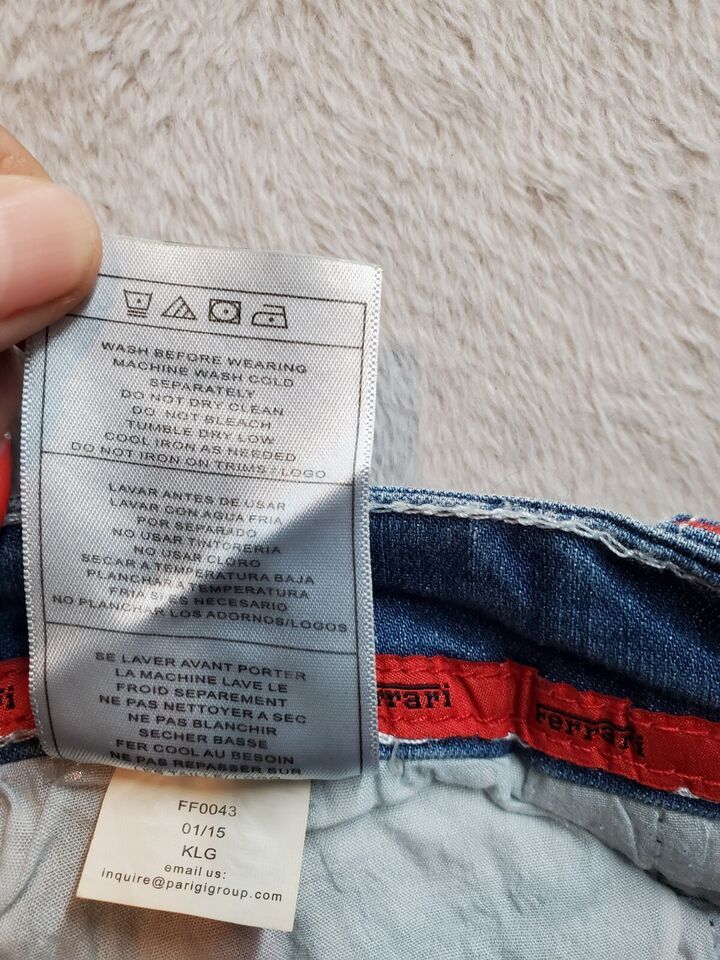 WASH BEFORE WEARING
MACHINE WASH COLD
SEPARATELY
DO NOT DRY CLEAN
DO NOT BLEACH
TUMBLE DRY LOW
COOL IRON AS NEEDED
DO NOT IRON ON TRIMS / LOGO
LAVAR ANTES DE USAR
LAVAR CON AGUA FRIA
POR SEPARADO
NO USAR TINTORERIA
NO USAR CLORO
SECAR A TEMPERATURA BAJA
PLANCHAR A TEMPERATURA
FRIA SI ES NECESARIO
NO PLANCHAR LOS ADORNOS/LOGOS
SE LAVER AVANT PORTER
LA MACHINE LAVE LE
FROID SEPAREMENT
NE PAS NETTOYER A SEC
NE PAS BLANCHIR
SECHER BASSE
FER COOL AU BESOIN
NE PAS REPASSER SUR
rrari
Ferrari
FF0043
01/15
KLG
email us:
inquire@parigigroup.com